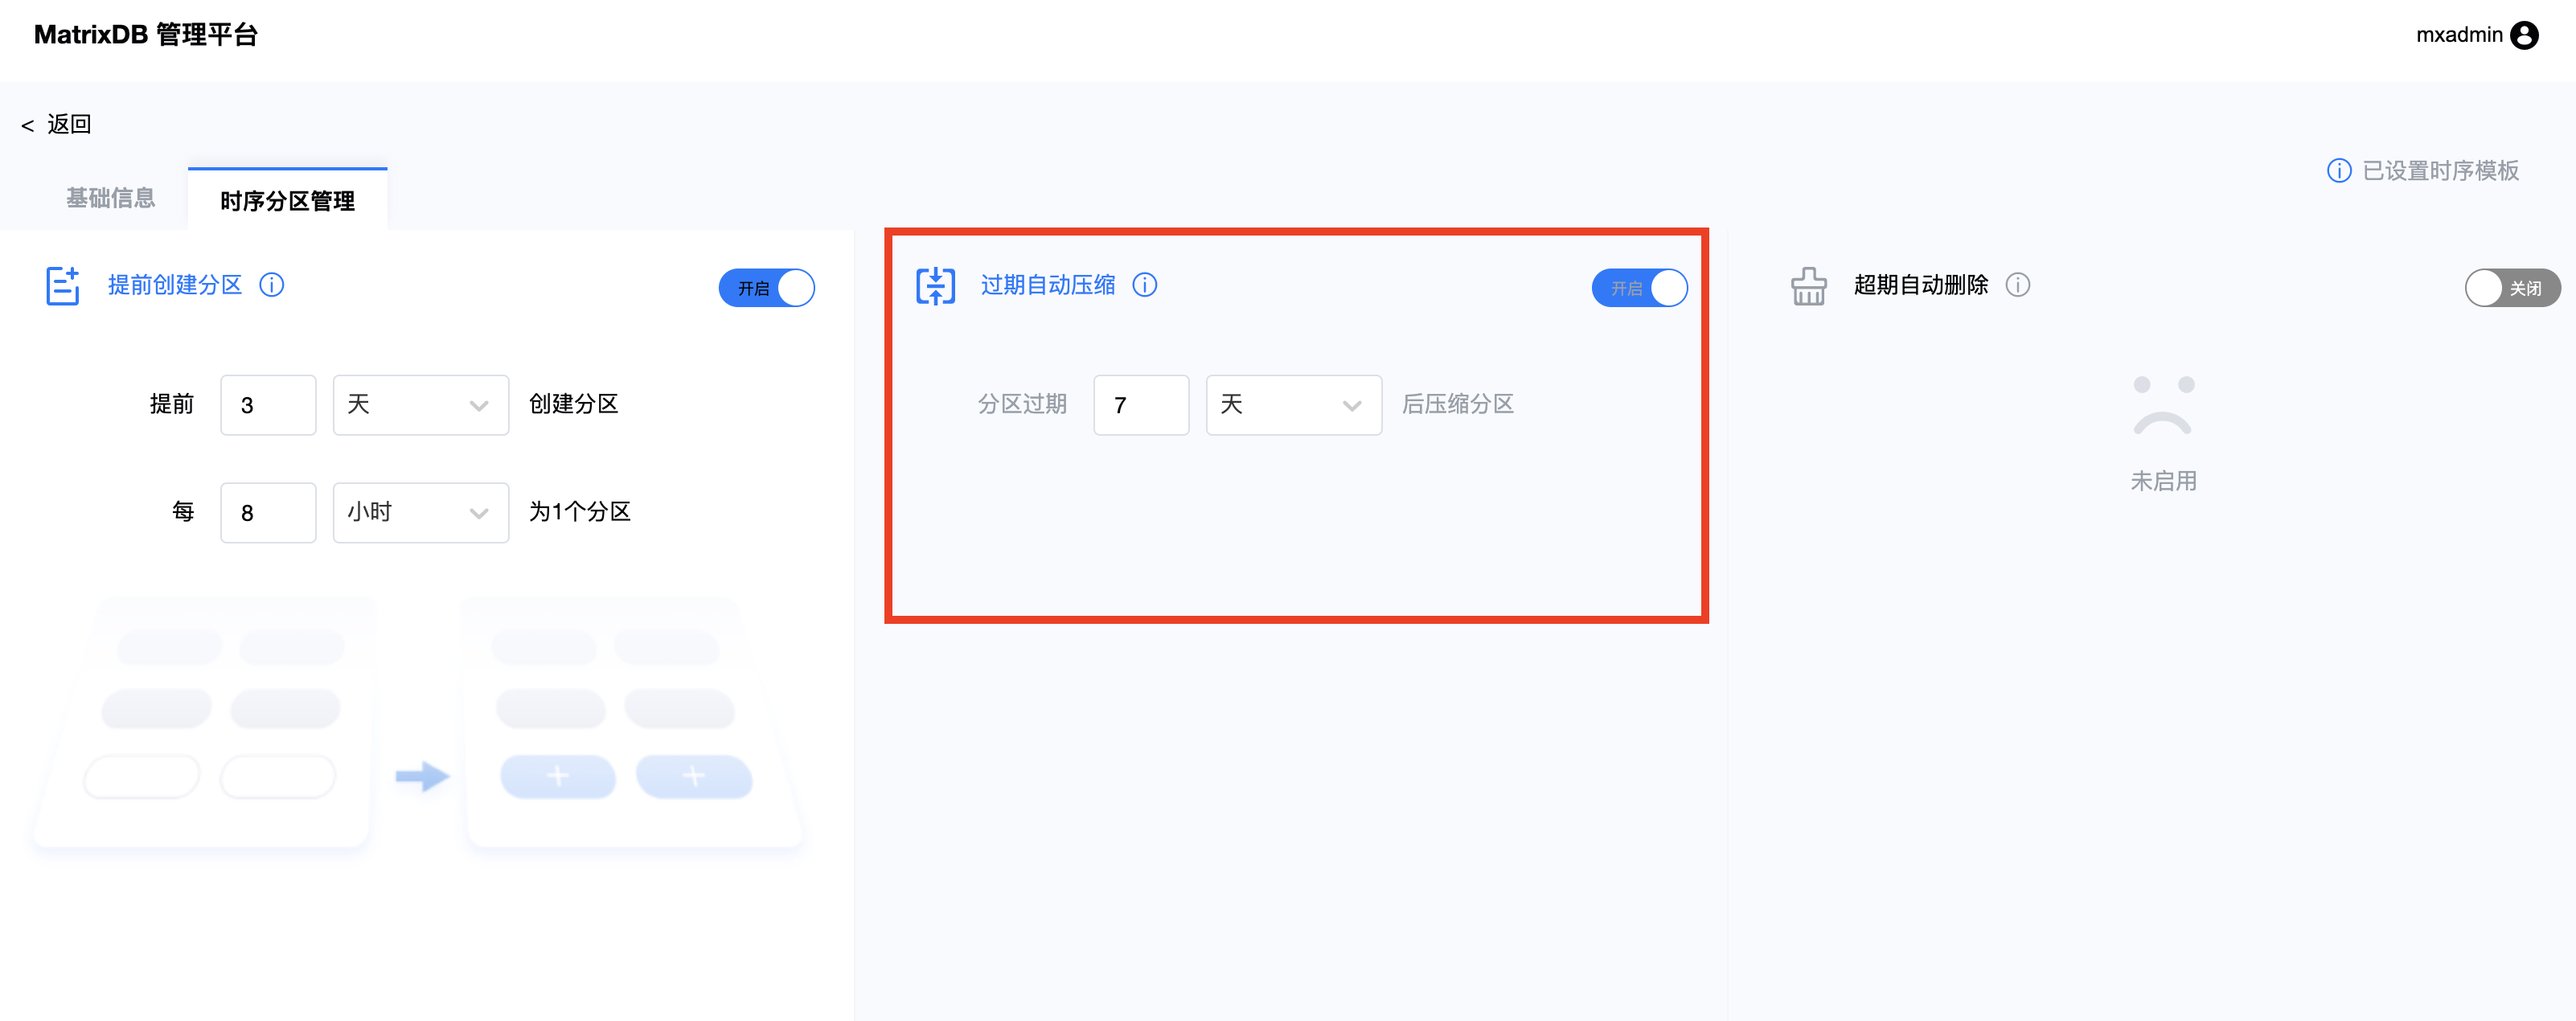 MatrixDB 管理平台
mxadmin
< 返回
基础信息
时序分区管理
已设置时序模板
提前创建分区
开启
提前 3 天 创建分区
每 8 小时 为1个分区
过期自动压缩
开启
分区过期 7 天 后压缩分区
超期自动删除
关闭
未启用